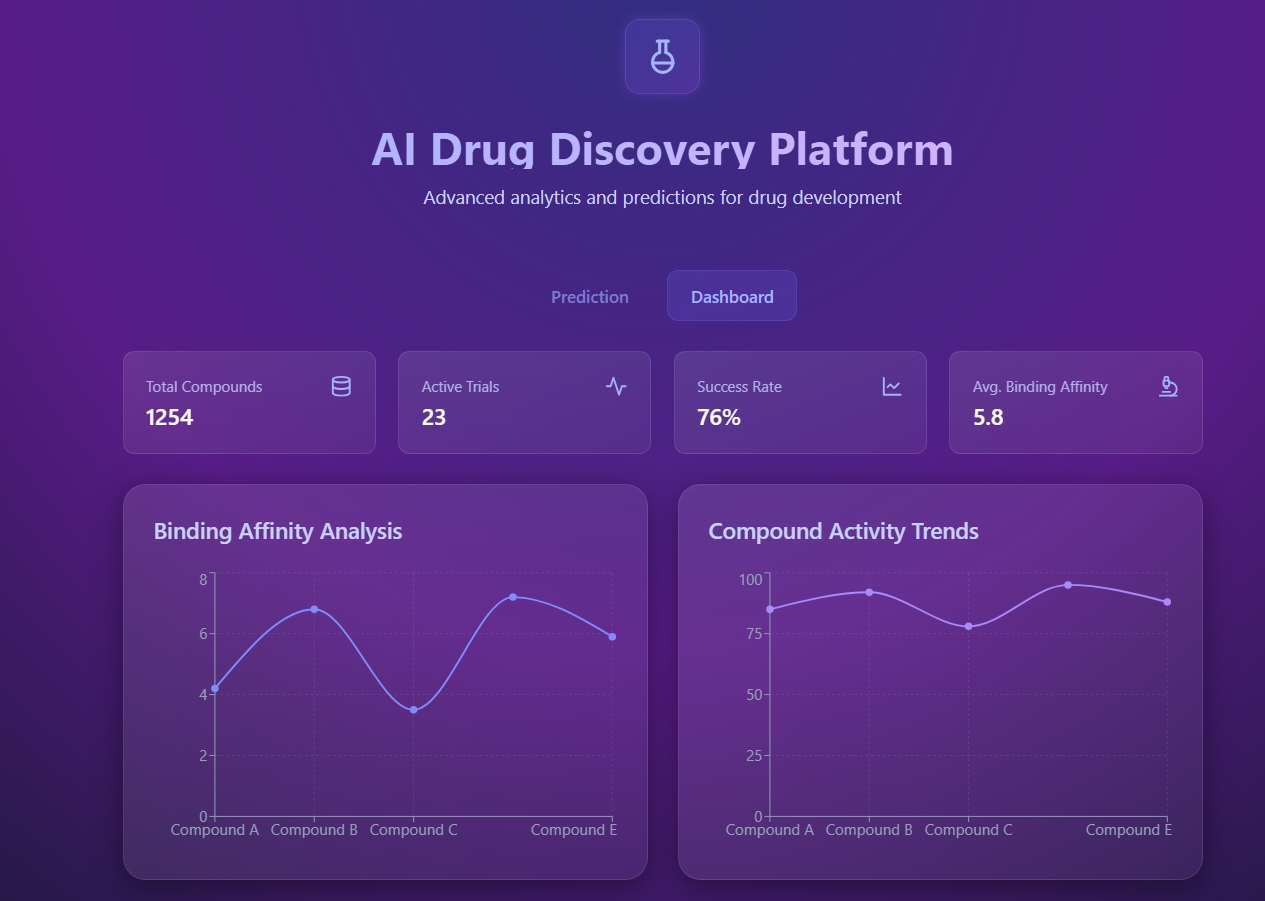 AI Drug Discovery Platform
Advanced analytics and predictions for drug development
Prediction Dashboard
Total Compounds
1254
Active Trials
23
Success Rate
76%
Avg. Binding Affinity
5.8
Binding Affinity Analysis
8
6
4
2
0
Compound A Compound B Compound C Compound E
Compound Activity Trends
100
75
50
25
0
Compound A Compound B Compound C Compound E